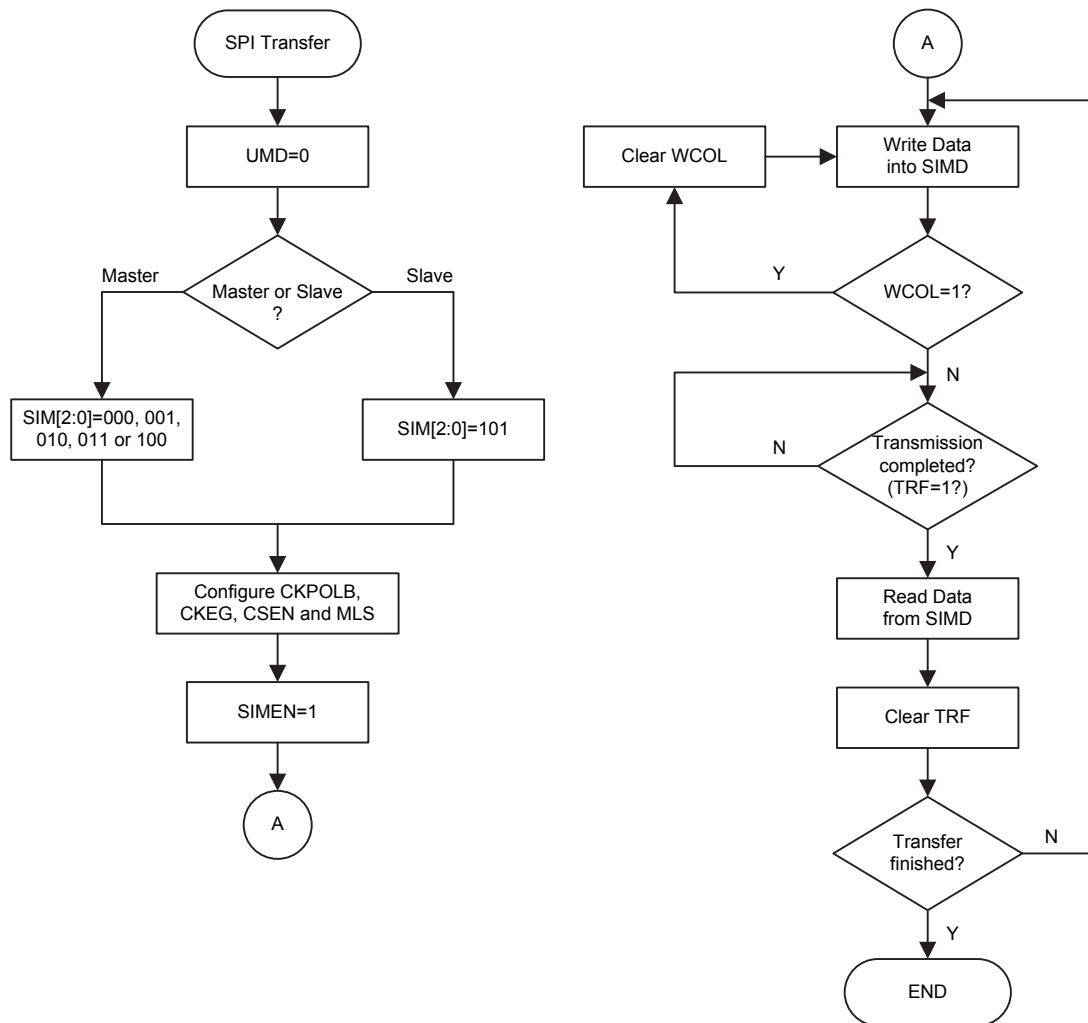 SPI Transfer
UMD=0
Master
Slave
Master or Slave
?
SIM[2:0]=000, 001,
010, 011 or 100
SIM[2:0]=101
Configure CKPOLB,
CKEG, CSEN and MLS
SIMEN=1
A
A
Clear WCOL
Write Data
into SIMD
Y
WCOL=1?
N
Transmission
completed?
(TRF=1?)
N
Y
Read Data
from SIMD
Clear TRF
Transfer
finished?
N
Y
END